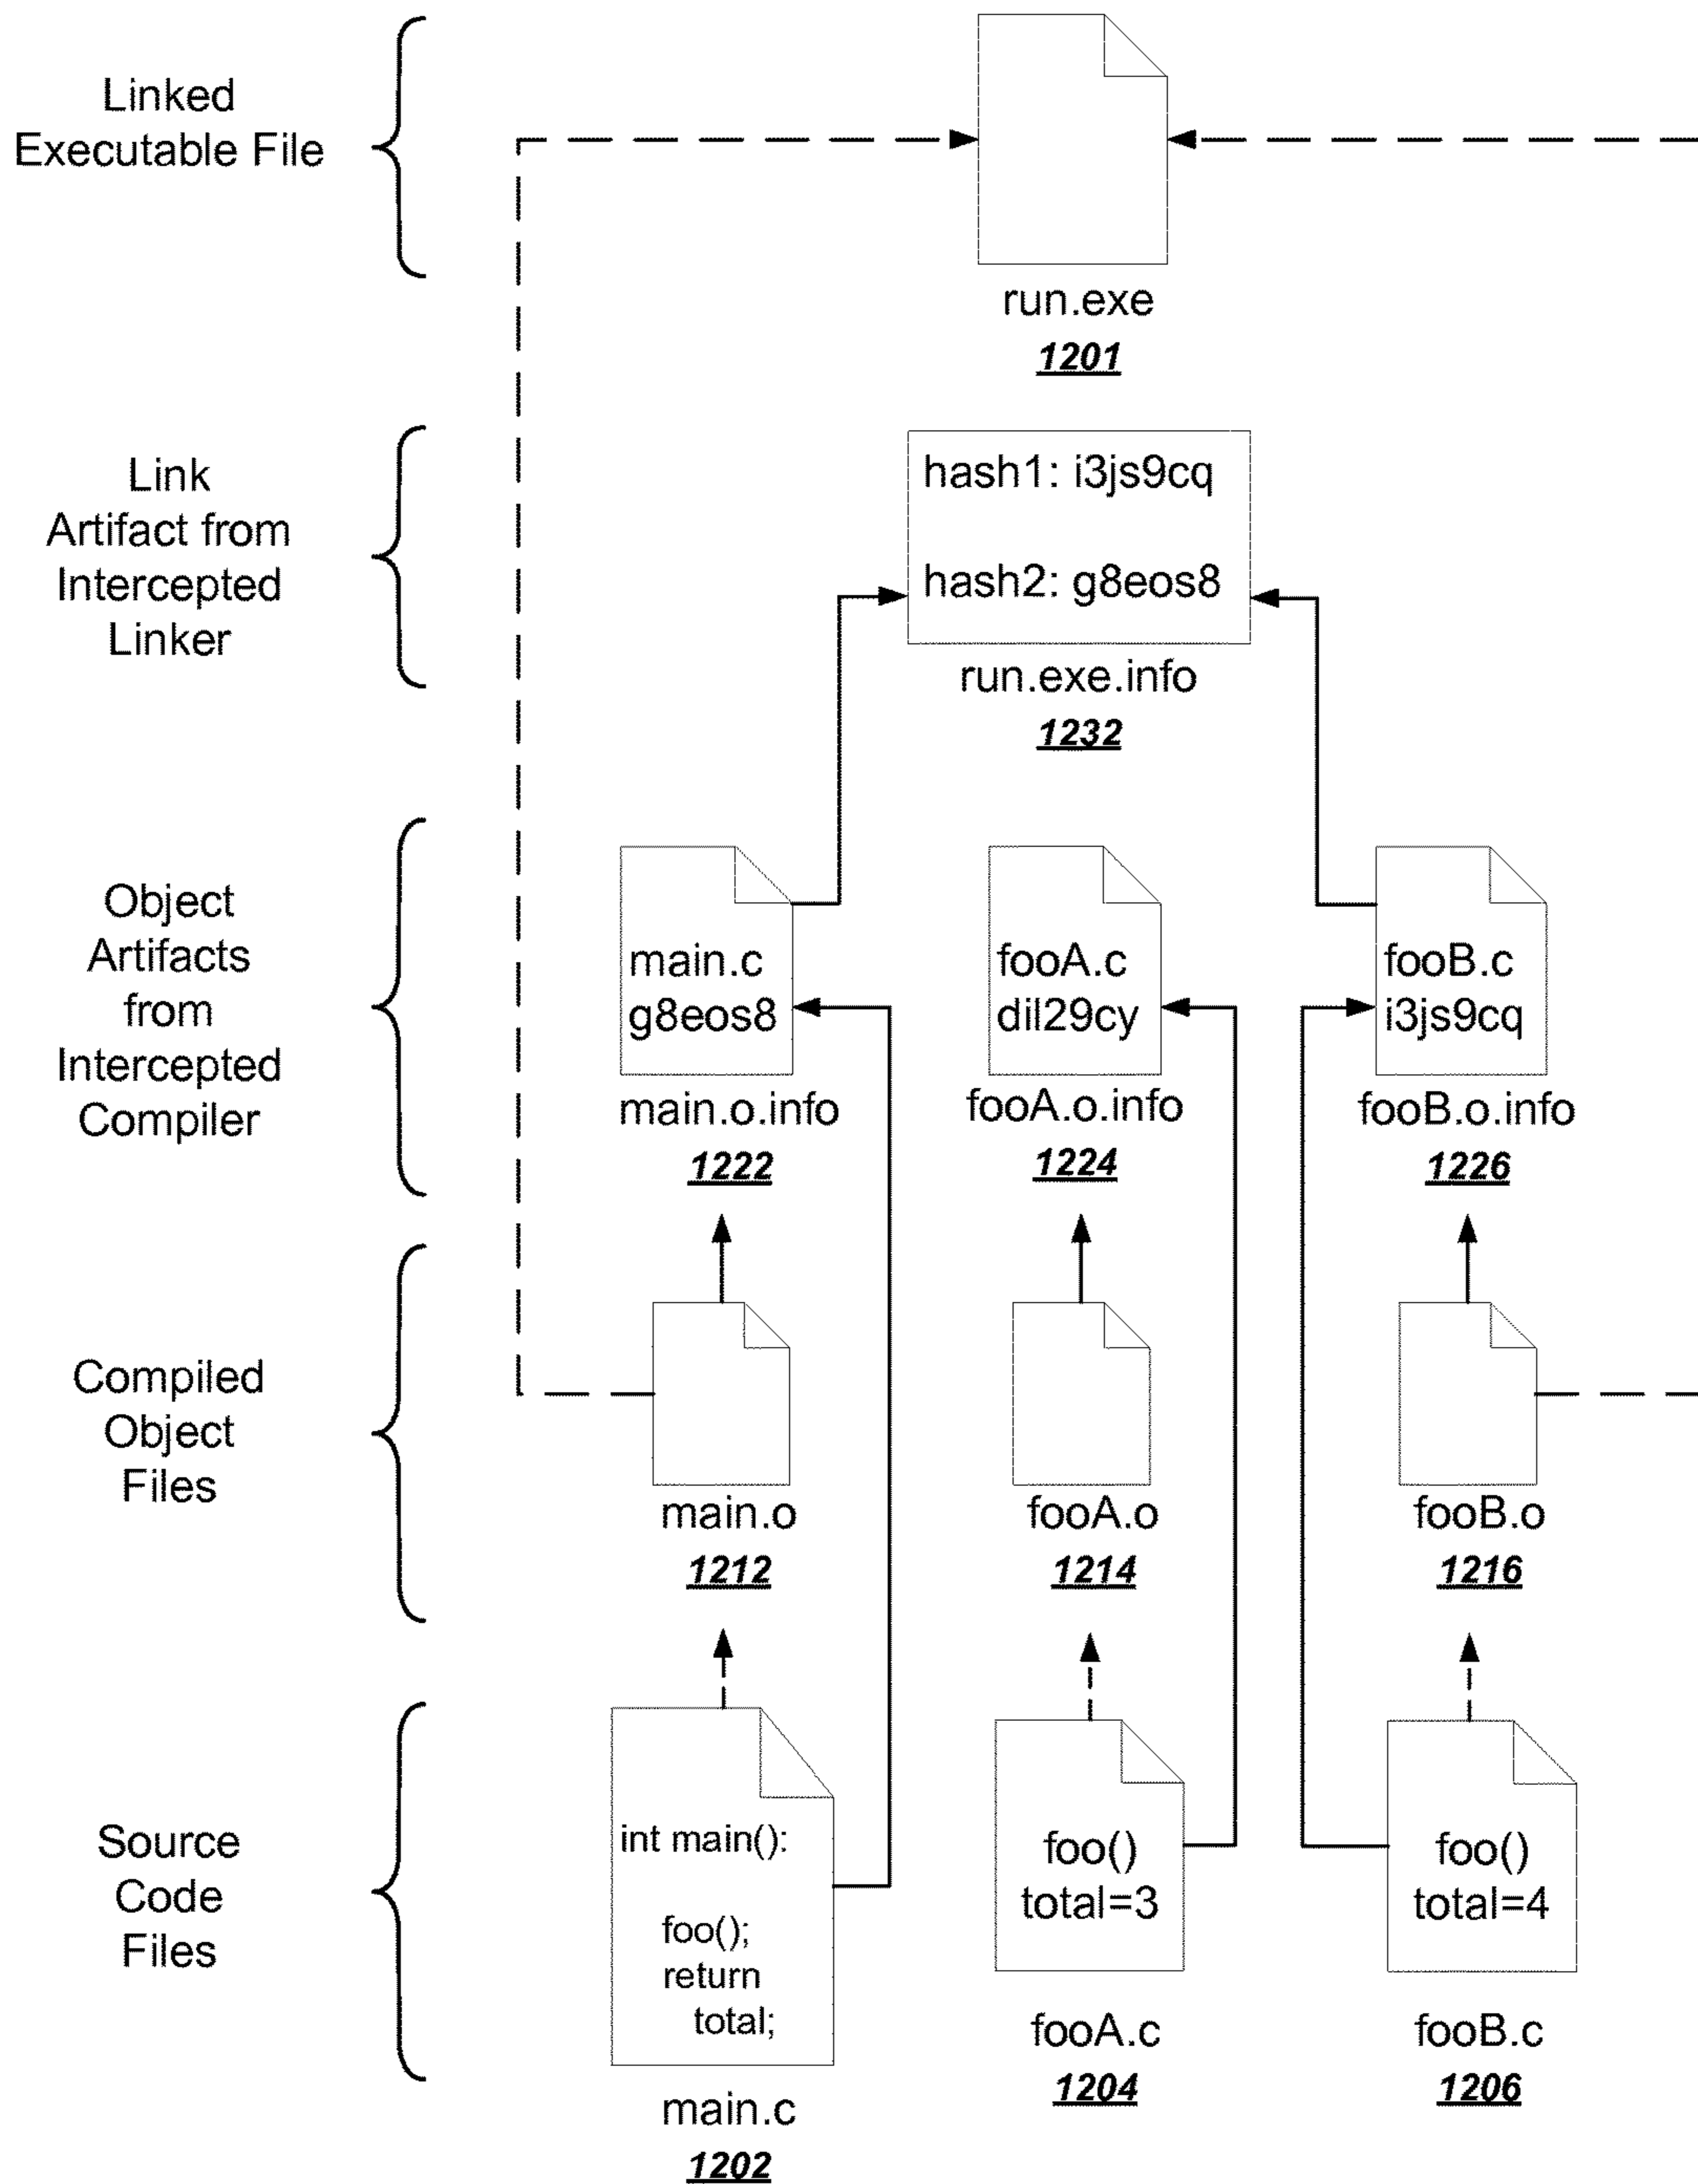 Linked
Executable File
run.exe
1201
Link
Artifact from
Intercepted
Linker
hash1: i3js9cq
hash2: g8eos8
run.exe.info
1232
Object
Artifacts
from
Intercepted
Compiler
main.c
g8eos8
main.o.info
1222
fooA.c
dil29cy
fooA.o.info
1224
fooB.c
i3js9cq
fooB.o.info
1226
Compiled
Object
Files
main.o
1212
fooA.o
1214
fooB.o
1216
Source
Code
Files
int main():
foo();
return
total;
main.c
1202
foo()
total=3
fooA.c
1204
foo()
total=4
fooB.c
1206